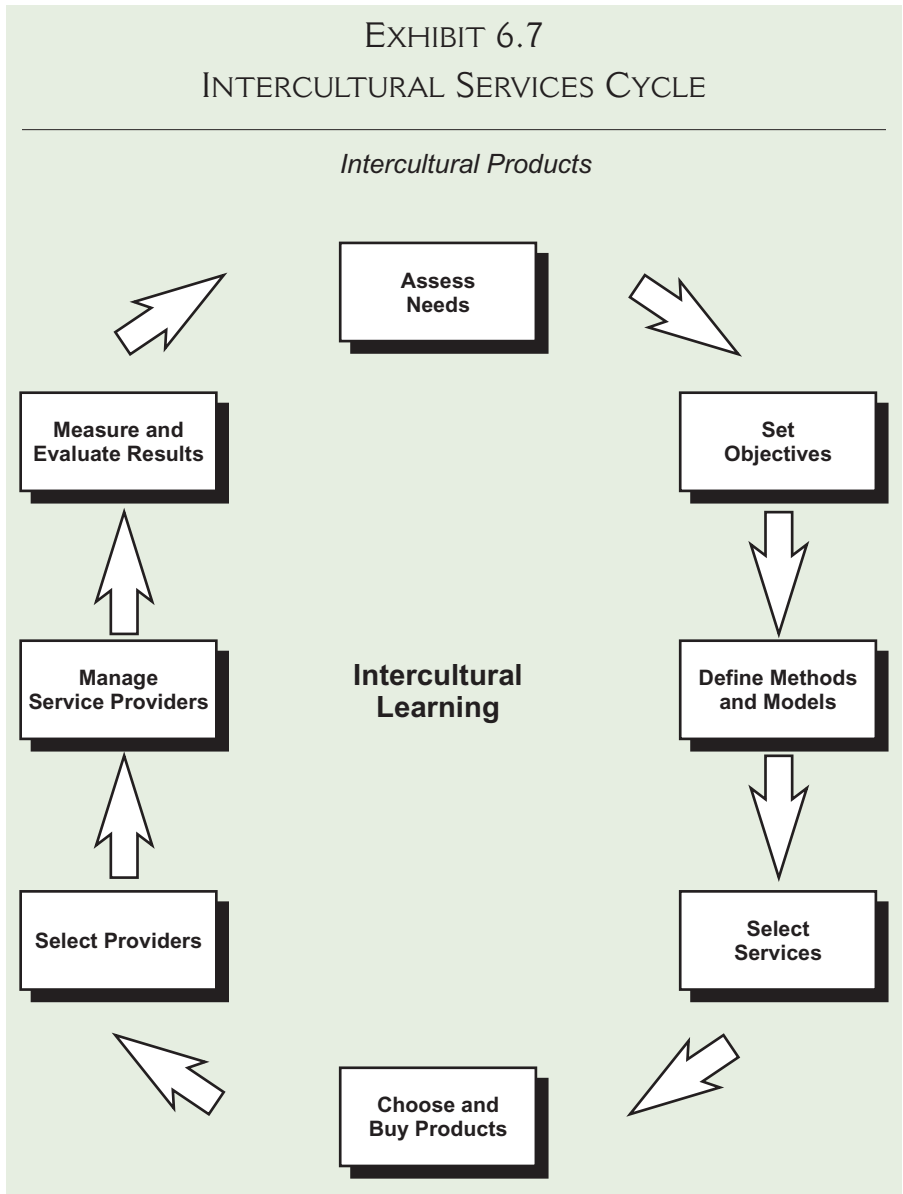 EXHIBIT 6.7
INTERCULTURAL SERVICES CYCLE
Intercultural Products
Assess
Needs
Set
Objectives
Define Methods
and Models
Select
Services
Choose and
Buy Products
Select Providers
Manage
Service Providers
Measure and
Evaluate Results
Intercultural
Learning